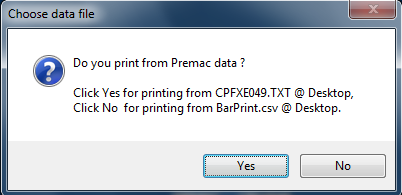 Choose data file
Do you print from Premac data ?
Click Yes for printing from CPFXE049.TXT @ Desktop,
Click No  for printing from BarPrint.csv @ Desktop.
Yes
No